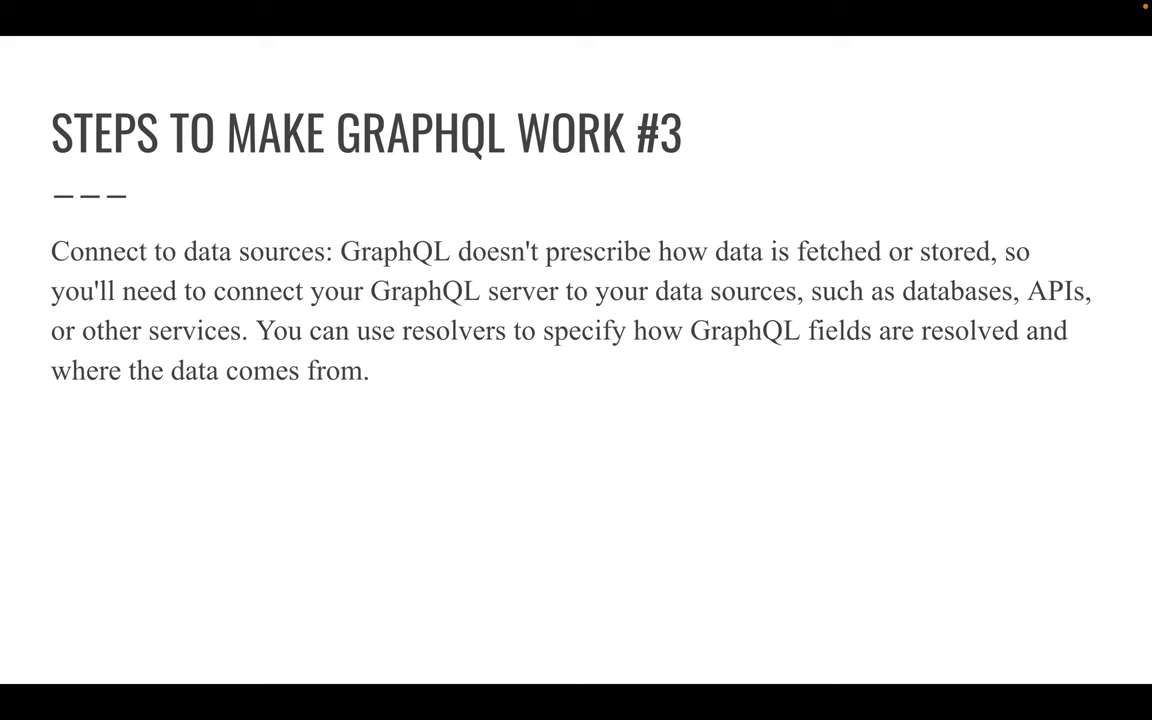 STEPS TO MAKE GRAPHQL WORK #3
Connect to data sources: GraphQL doesn't prescribe how data is fetched or stored, so
you'll need to connect your GraphQL server to your data sources, such as databases, APIs,
or other services. You can use resolvers to specify how GraphQL fields are resolved and
where the data comes from.